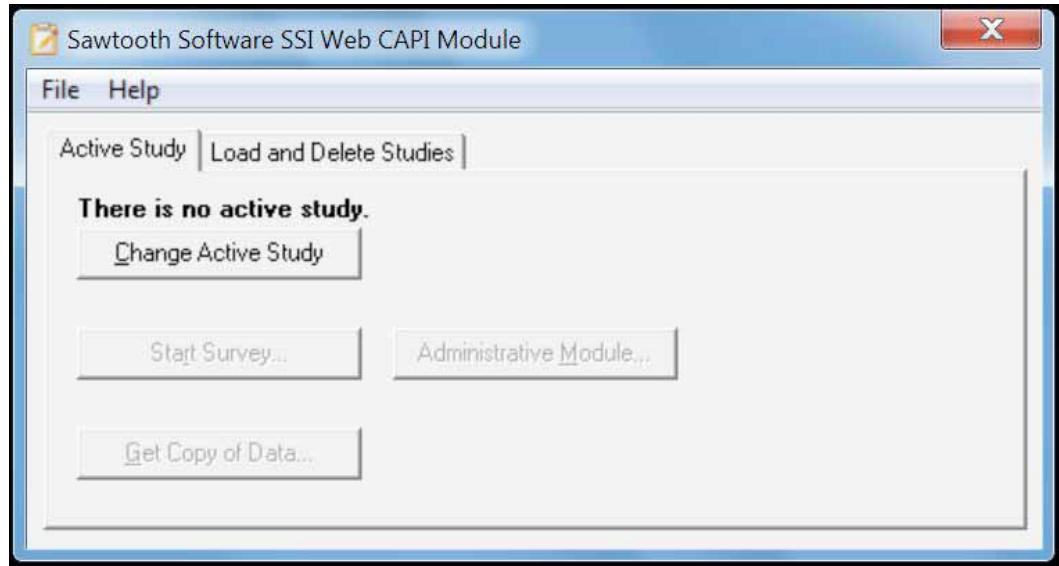 Sawtooth Software SSI Web CAPI Module
File Help
Active Study Load and Delete Studies
There is no active study.
Change Active Study
Start Survey... Administrative Module...
Get Copy of Data...